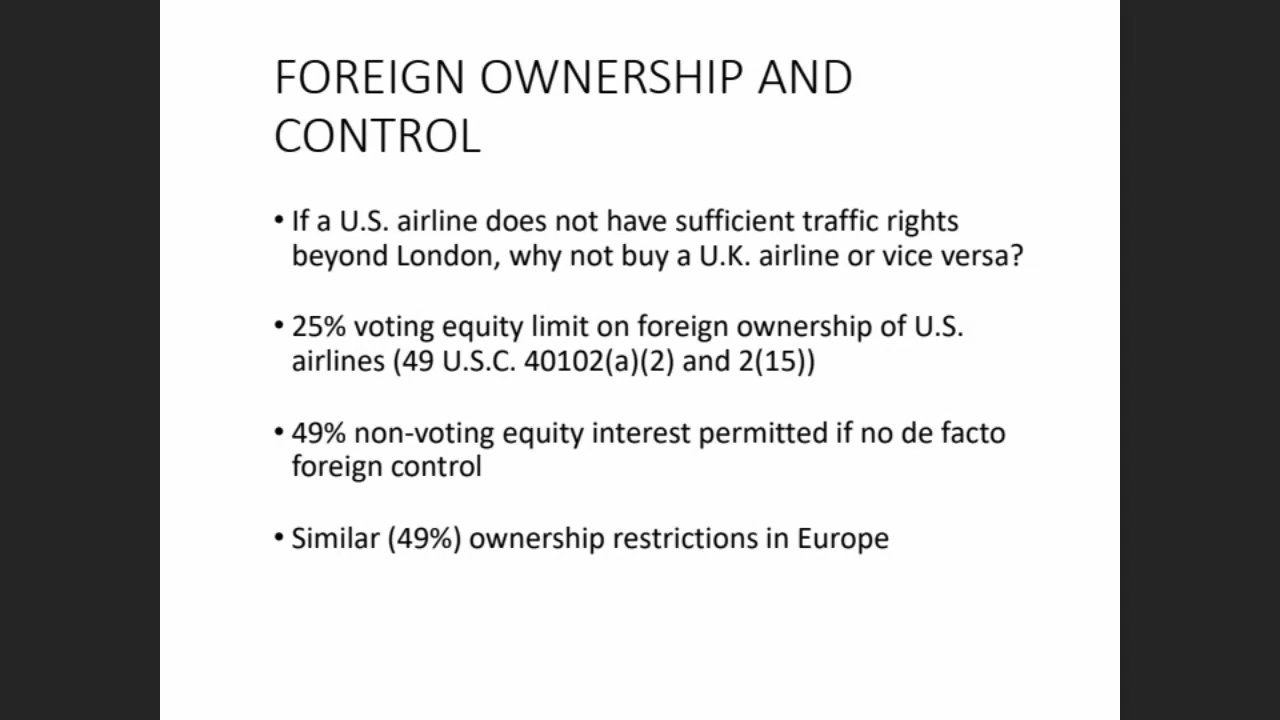 FOREIGN OWNERSHIP AND
CONTROL
• If a U.S. airline does not have sufficient traffic rights
beyond London, why not buy a U.K. airline or vice versa?
• 25% voting equity limit on foreign ownership of U.S.
airlines (49 U.S.C. 40102(a)(2) and 2(15))
• 49% non-voting equity interest permitted if no de facto
foreign control
• Similar (49%) ownership restrictions in Europe